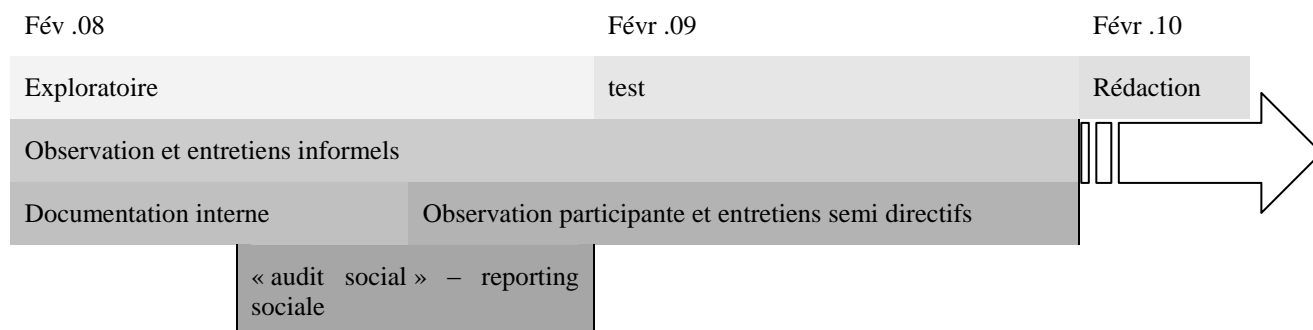 Fév .08
Févr .09
Févr .10
Exploratoire
test
Rédaction
Observation et entretiens informels
Documentation interne
Observation participante et entretiens semi directifs
« audit social » – reporting
sociale